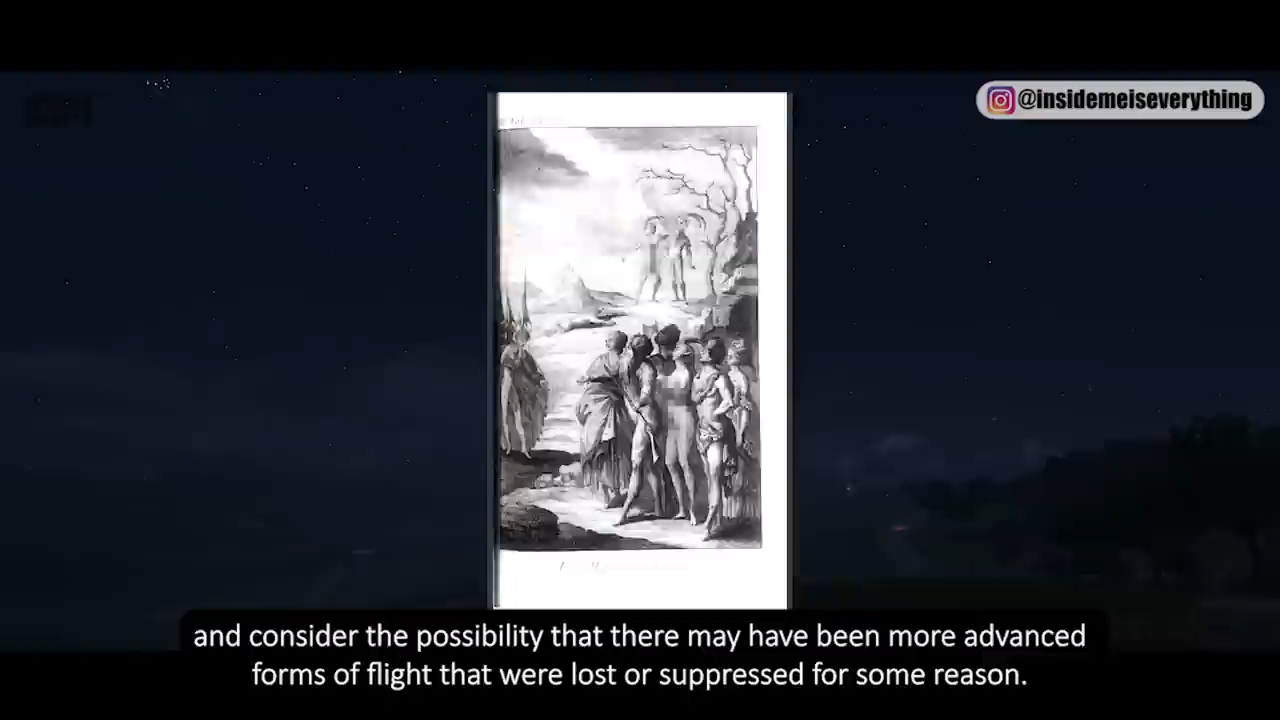 @insidemeiseverything
and consider the possibility that there may have been more advanced
forms of flight that were lost or suppressed for some reason.